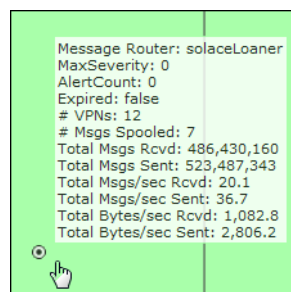 Message Router: solaceLoaner
MaxSeverity: 0
AlertCount: 0
Expired: false
# VPNs: 12
# Msgs Spooled: 7
Total Msgs Rcvd: 486,430,160
Total Msgs Sent: 523,487,343
Total Msgs/sec Rcvd: 20.1
Total Msgs/sec Sent: 36.7
Total Bytes/sec Rcvd: 1,082.8
Total Bytes/sec Sent: 2,806.2